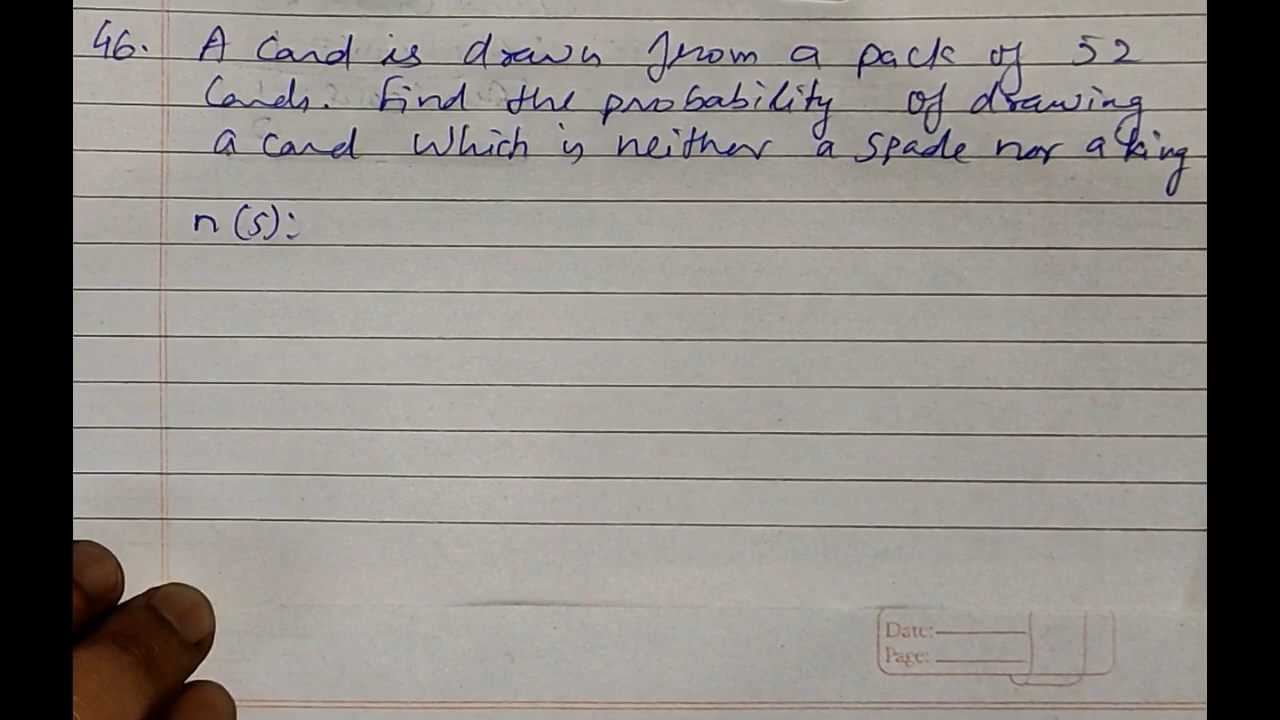 46. A card is drawn from a pack of 52
Cards. Find the probability of drawing
a card which is neither a spade nor a king
n(s):
Date:
Page: